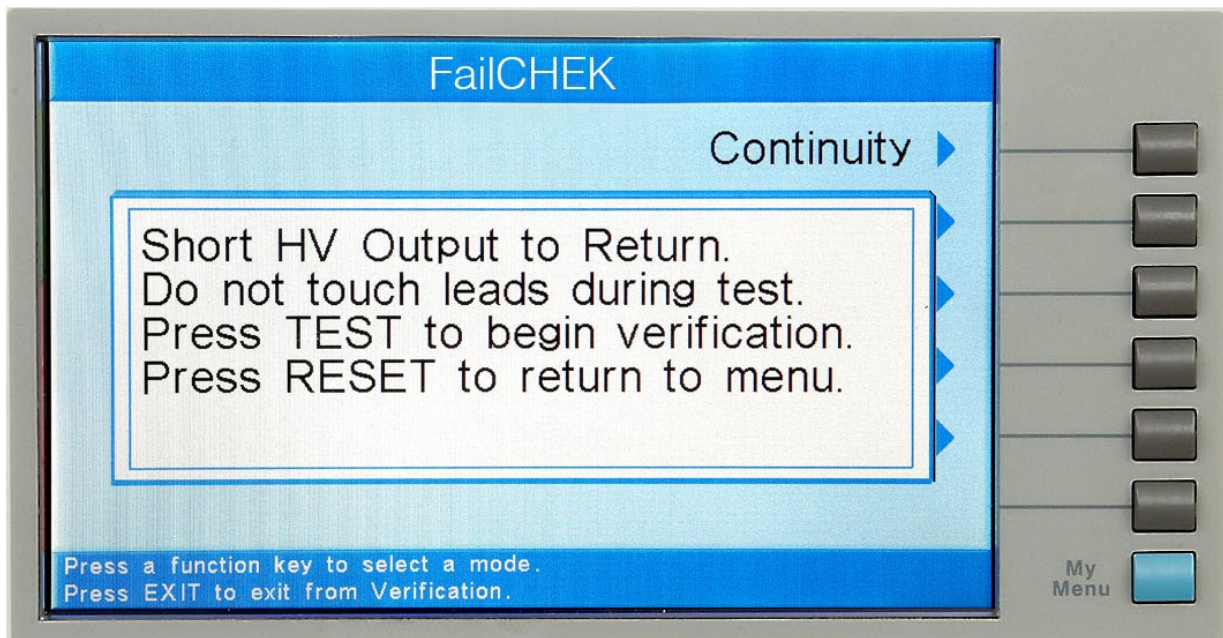 FailCHEK
Continuity
Short HV Output to Return.
Do not touch leads during test.
Press TEST to begin verification.
Press RESET to return to menu.
Press a function key to select a mode.
Press EXIT to exit from Verification.
My
Menu